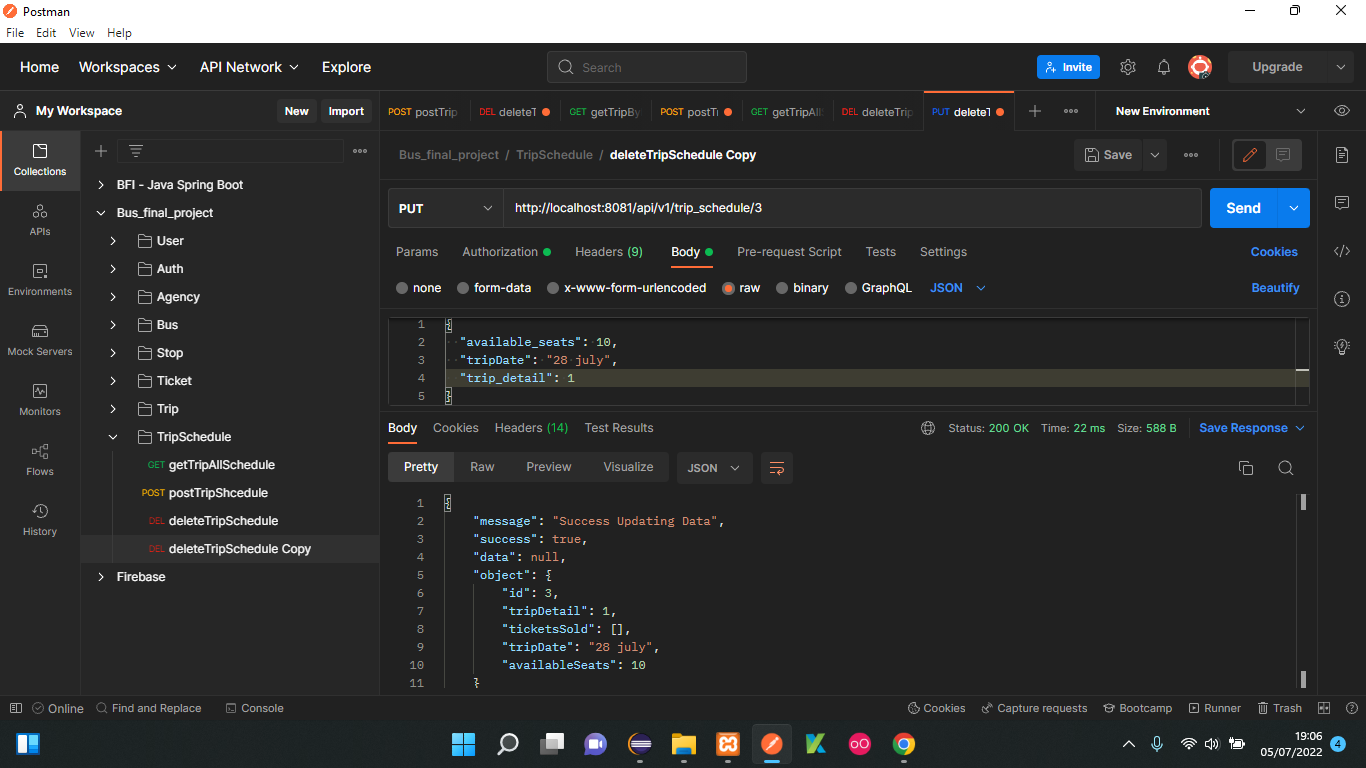 Postman
File Edit View Help
Home Workspaces API Network Explore Search Invite Upgrade
My Workspace New Import
POST postTrip DEL deleteT GET getTripBy POST postTr GET getTripAll DEL deleteTrip PUT deleteT New Environment
Bus_final_project / TripSchedule / deleteTripSchedule Copy Save
Collections
APIs
Environments
Mock Servers
Monitors
Flows
History
BFI - Java Spring Boot
Bus_final_project
User
Auth
Agency
Bus
Stop
Ticket
Trip
TripSchedule
GET getTripAllSchedule
POST postTripShcedule
DEL deleteTripSchedule
DEL deleteTripSchedule Copy
Firebase
PUT http://localhost:8081/api/v1/trip_schedule/3 Send
Params Authorization Headers (9) Body Pre-request Script Tests Settings Cookies
none form-data x-www-form-urlencoded raw binary GraphQL JSON Beautify
1 {
2 "available_seats": 10,
3 "tripDate": "28 july",
4 "trip_detail": 1
5 }
Body Cookies Headers (14) Test Results Status: 200 OK Time: 22 ms Size: 588 B Save Response
Pretty Raw Preview Visualize JSON
1 {
2 "message": "Success Updating Data",
3 "success": true,
4 "data": null,
5 "object": {
6 "id": 3,
7 "tripDetail": 1,
8 "ticketsSold": [],
9 "tripDate": "28 july",
10 "availableSeats": 10
11 }
Online Find and Replace Console Cookies Capture requests Bootcamp Runner Trash
19:06
05/07/2022 4